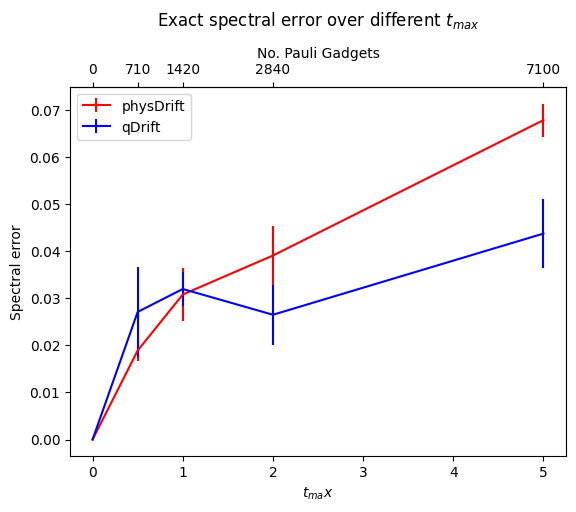 Exact spectral error over different $t_{max}$
No. Pauli Gadgets
0 710 1420 2840 7100
physDrift
qDrift
0.07
0.06
0.05
0.04
0.03
0.02
0.01
0.00
Spectral error
0 1 2 3 4 5
$t_{ma}x$